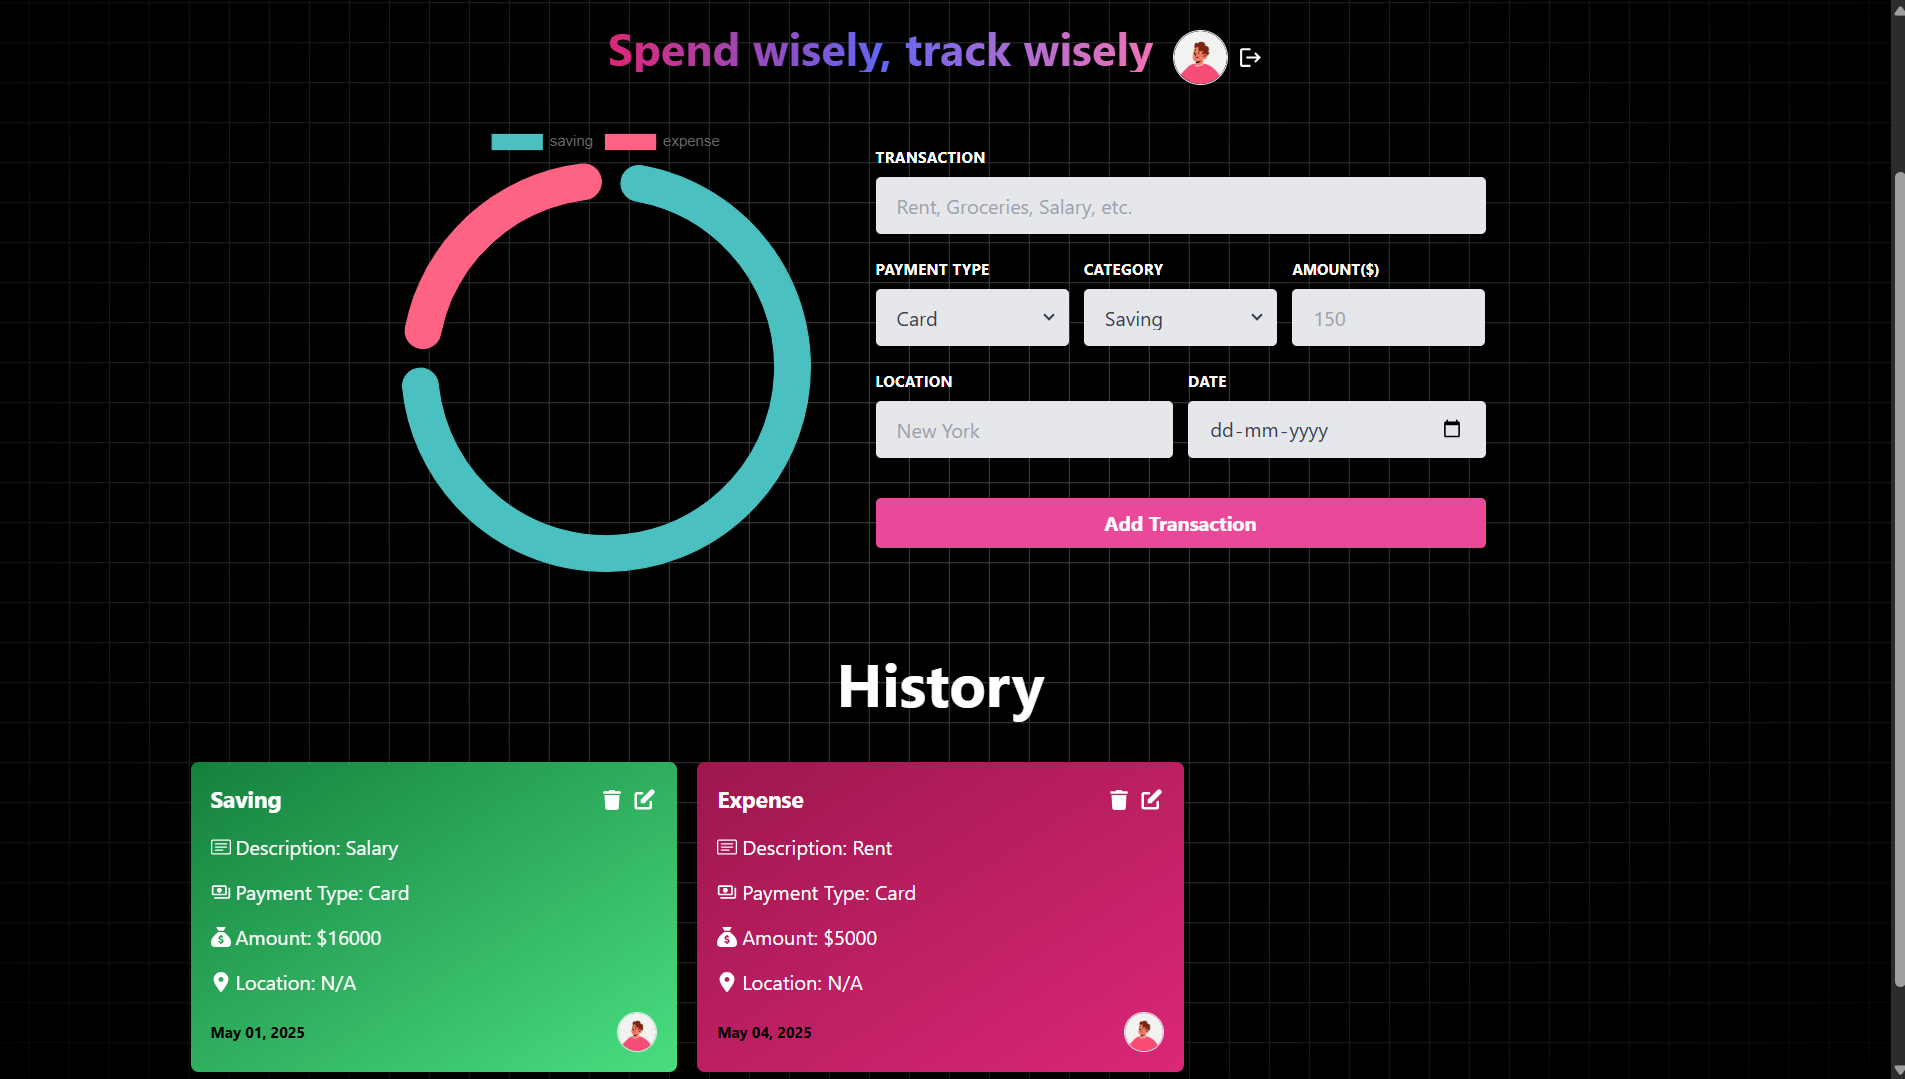 Spend wisely, track wisely
saving expense
TRANSACTION
Rent, Groceries, Salary, etc.
PAYMENT TYPE CATEGORY AMOUNT($)
Card Saving 150
LOCATION DATE
New York dd-mm-yyyy
Add Transaction
History
Saving
Description: Salary
Payment Type: Card
Amount: $16000
Location: N/A
May 01, 2025
Expense
Description: Rent
Payment Type: Card
Amount: $5000
Location: N/A
May 04, 2025